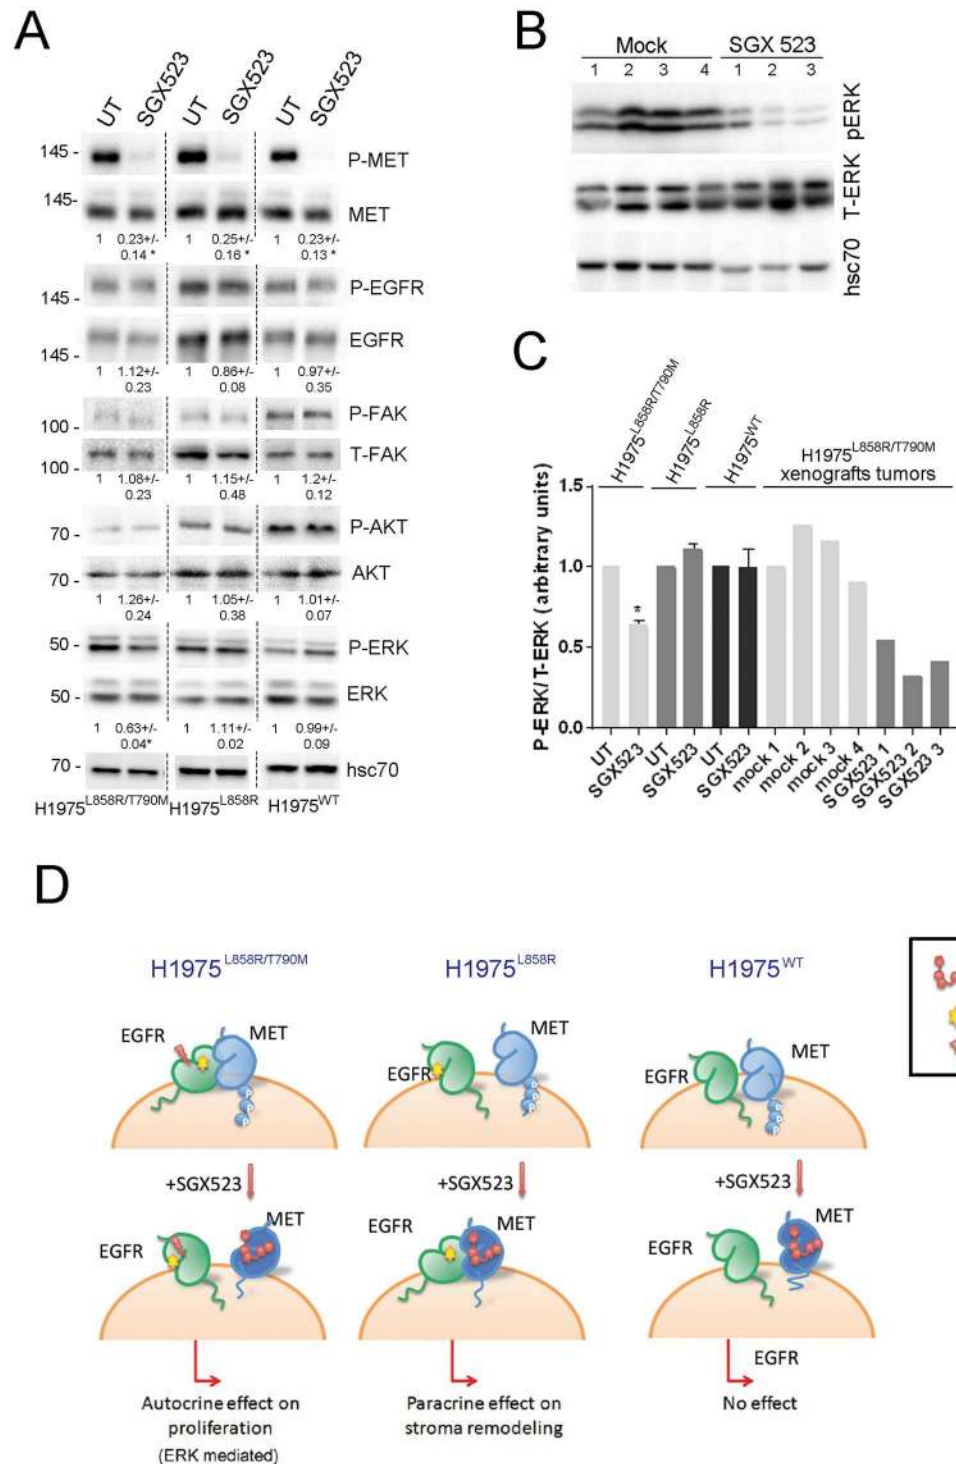 A
UT SGX523 UT SGX523 UT SGX523
145 - P-MET
145- MET
1 0.23+/- 1 0.25+/- 1 0.23+/-
0.14 * 0.16 * 0.13 *
145 - P-EGFR
145 - EGFR
1 1.12+/- 1 0.86+/- 1 0.97+/-
0.23 0.08 0.35
100 - P-FAK
100 - T-FAK
1 1.08+/- 1 1.15+/- 1 1.2+/-
0.23 0.48 0.12
70 - P-AKT
70 - AKT
1 1.26+/- 1 1.05+/- 1 1.01+/-
0.24 0.38 0.07
50 - P-ERK
50 - ERK
1 0.63+/- 1 1.11+/- 1 0.99+/-
0.04* 0.02 0.09
70 - hsc70
H1975L858R/T790M H1975L858R H1975WT
B
Mock SGX 523
1 2 3 4 1 2 3
pERK
T-ERK
hsc70
C
H1975L858R/T790M
H1975L858R
H1975WT
H1975L858R/T790M
xenografts tumors
P-ERK/T-ERK (arbitrary units)
1.5
1.0
0.5
0.0
*
UT SGX523 UT SGX523 UT SGX523 mock 1 mock 2 mock 3 mock 4 SGX523 1 SGX523 2 SGX523 3
D
H1975L858R/T790M H1975L858R H1975WT
EGFR MET
P
P
P
EGFR MET
P
P
P
EGFR MET
P
P
P
+SGX523 +SGX523 +SGX523
EGFR MET
EGFR MET
EGFR MET
EGFR
Autocrine effect on
proliferation
(ERK mediated)
Paracrine effect on
stroma remodeling
No effect